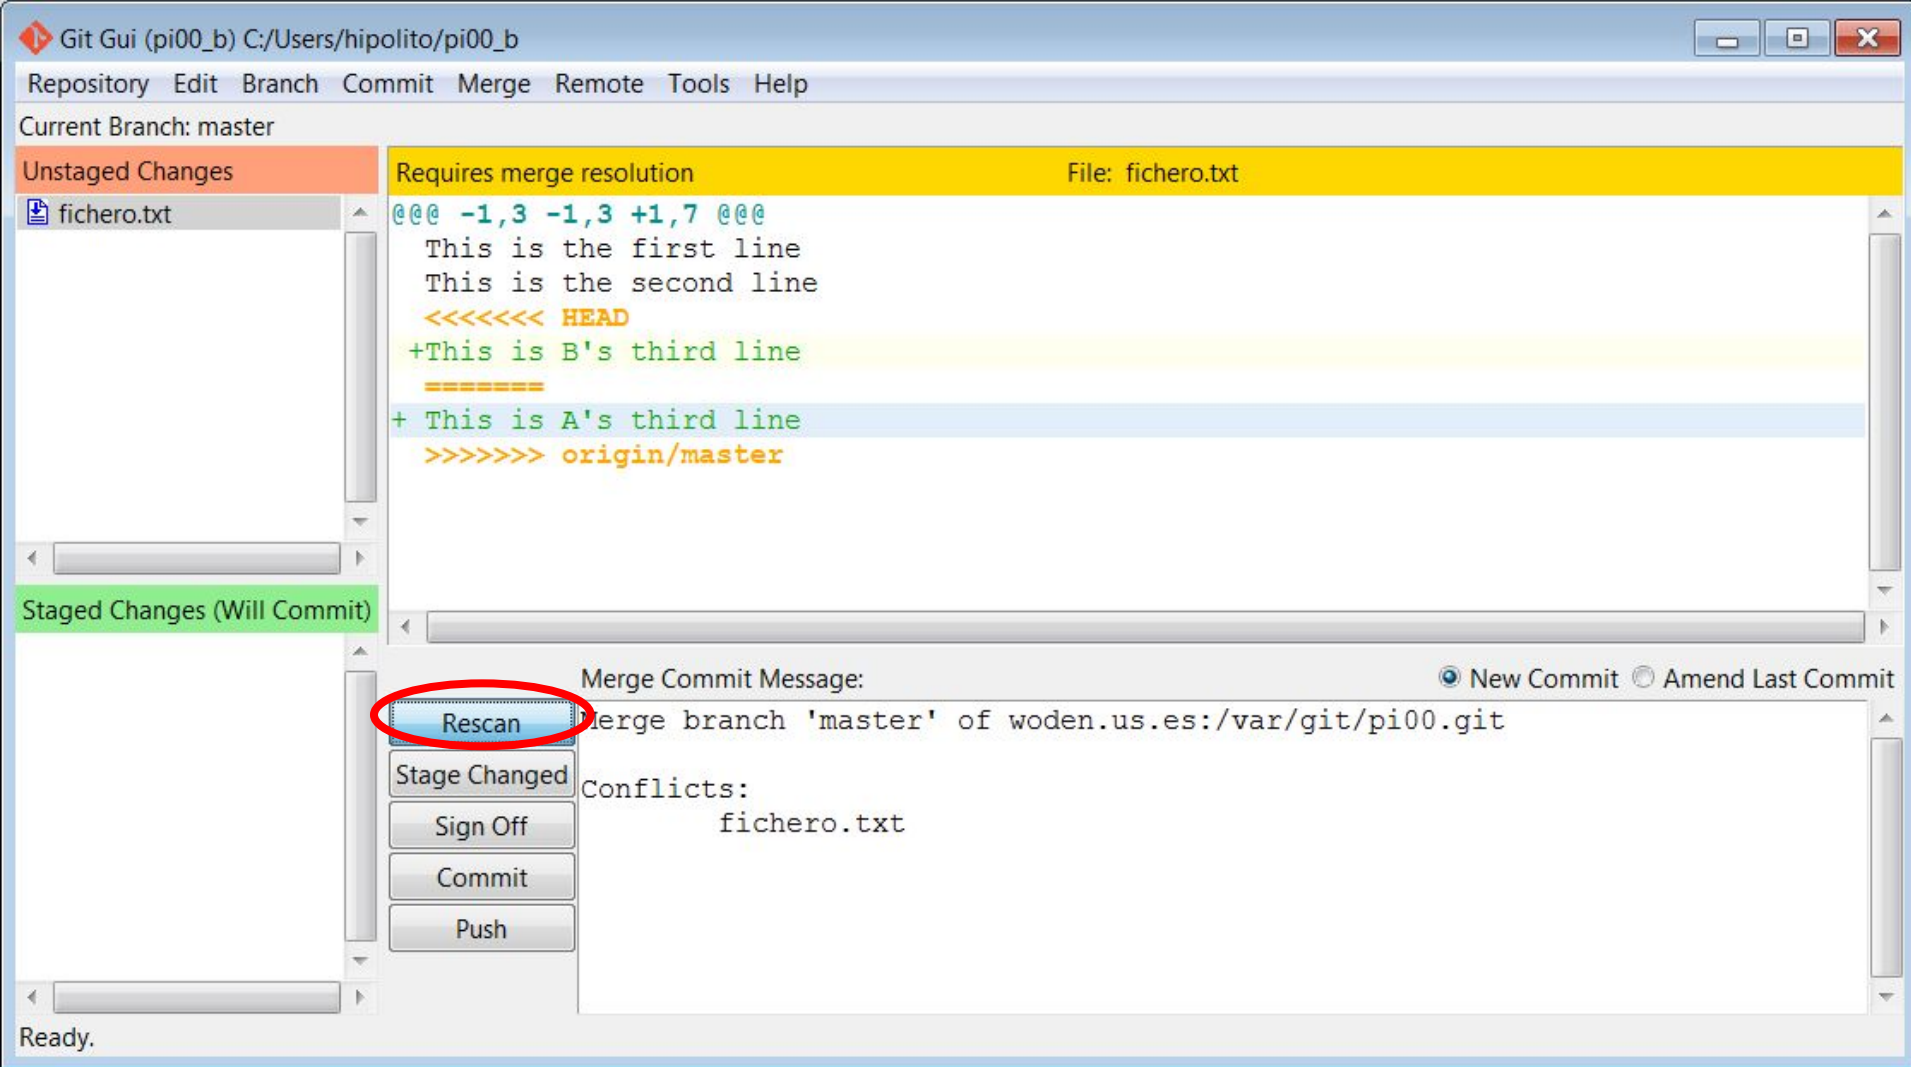 Git Gui (pi00_b) C:/Users/hipolito/pi00_b
Repository Edit Branch Commit Merge Remote Tools Help
Current Branch: master
Unstaged Changes
fichero.txt
Requires merge resolution File: fichero.txt
@@@ -1,3 -1,3 +1,7 @@@
  This is the first line
  This is the second line
  <<<<<<< HEAD
 +This is B's third line
  =======
+ This is A's third line
  >>>>>>> origin/master
Staged Changes (Will Commit)
Merge Commit Message: New Commit Amend Last Commit
Rescan
Stage Changed
Sign Off
Commit
Push
Merge branch 'master' of woden.us.es:/var/git/pi00.git
Conflicts:
fichero.txt
Ready.